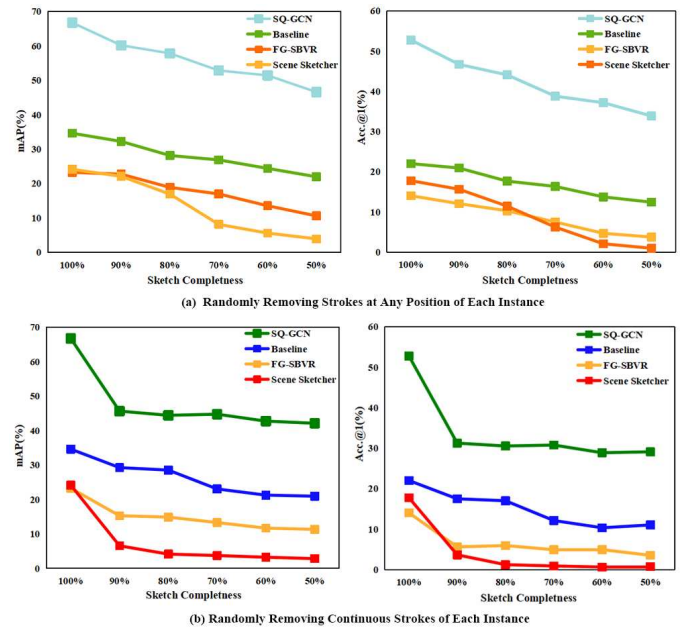 70
60
50
40
30
20
10
0
mAP(%)
SQ-GCN
Baseline
FG-SBVR
Scene Sketcher
100% 90% 80% 70% 60% 50%
Sketch Completness
60
50
40
30
20
10
0
Acc.@1(%)
SQ-GCN
Baseline
FG-SBVR
Scene Sketcher
100% 90% 80% 70% 60% 50%
Sketch Completness
(a) Randomly Removing Strokes at Any Position of Each Instance
70
60
50
40
30
20
10
0
mAP(%)
SQ-GCN
Baseline
FG-SBVR
Scene Sketcher
100% 90% 80% 70% 60% 50%
Sketch Completness
60
50
40
30
20
10
0
Acc.@1(%)
SQ-GCN
Baseline
FG-SBVR
Scene Sketcher
100% 90% 80% 70% 60% 50%
Sketch Completness
(b) Randomly Removing Continuous Strokes of Each Instance